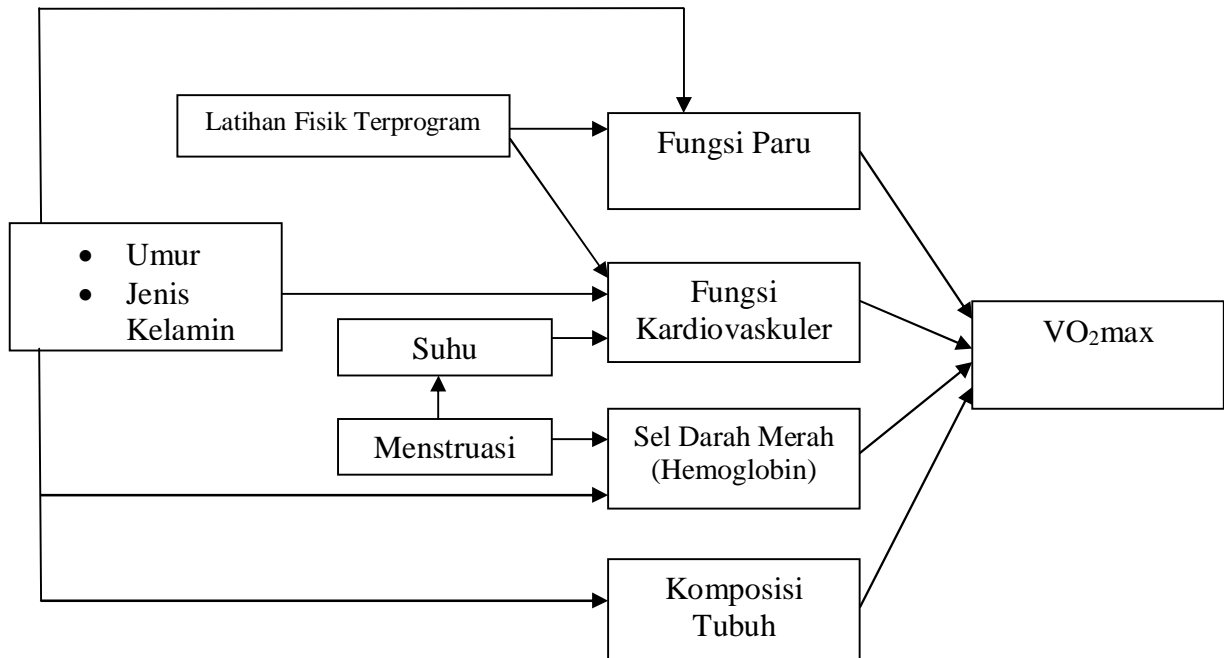 Latihan Fisik Terprogram
Fungsi Paru
• Umur
• Jenis
Kelamin
Fungsi
Kardiovaskuler
VO₂max
Suhu
Menstruasi
Sel Darah Merah
(Hemoglobin)
Komposisi
Tubuh